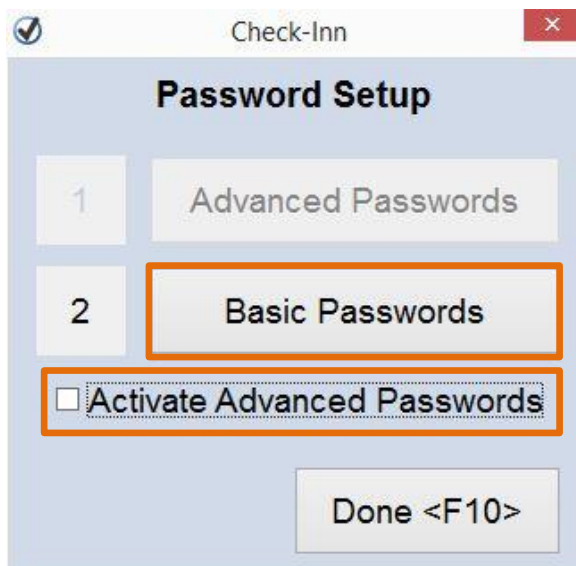 Check-Inn
Password Setup
1 Advanced Passwords
2 Basic Passwords
Activate Advanced Passwords
Done <F10>